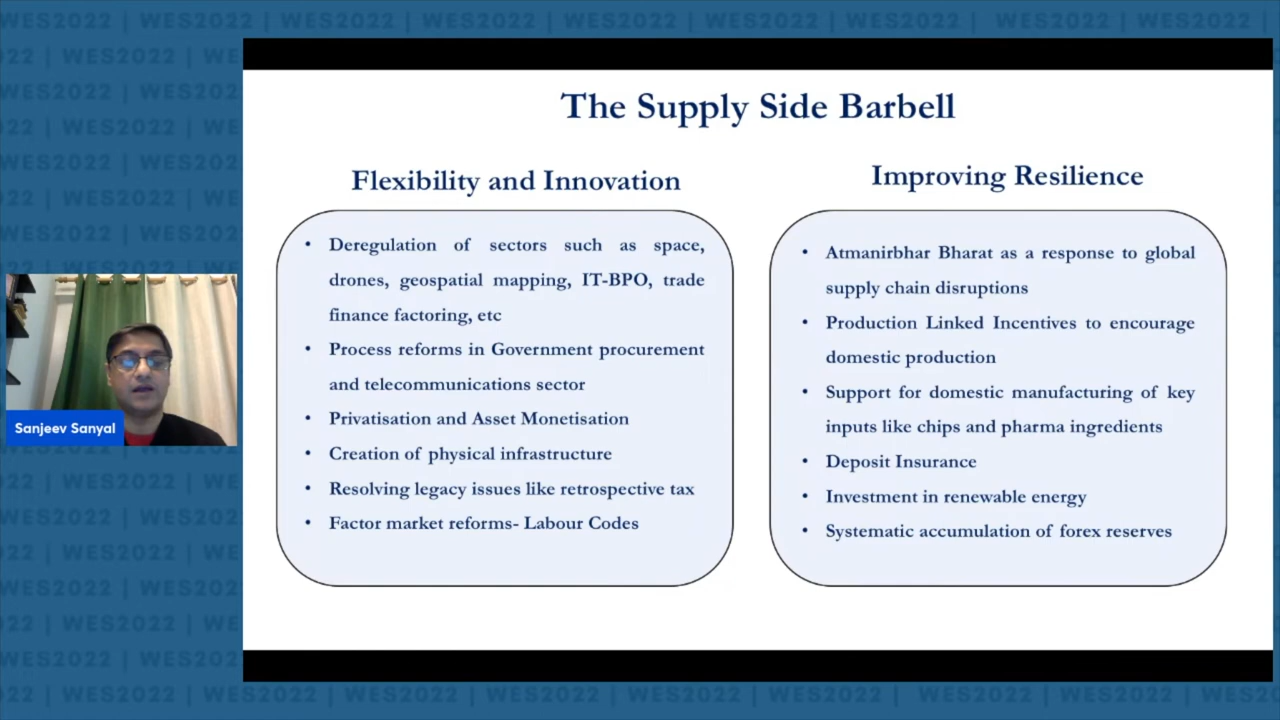 WES2022 | WES2022 | WES2022 | WES2022 | WES2022 | WES2022 | WES2022 | WES2022 | WES2022 |
The Supply Side Barbell
Flexibility and Innovation
• Deregulation of sectors such as space,
drones, geospatial mapping, IT-BPO, trade
finance factoring, etc
• Process reforms in Government procurement
and telecommunications sector
• Privatisation and Asset Monetisation
• Creation of physical infrastructure
• Resolving legacy issues like retrospective tax
• Factor market reforms- Labour Codes
Improving Resilience
• Atmanirbhar Bharat as a response to global
supply chain disruptions
• Production Linked Incentives to encourage
domestic production
• Support for domestic manufacturing of key
inputs like chips and pharma ingredients
• Deposit Insurance
• Investment in renewable energy
• Systematic accumulation of forex reserves
Sanjeev Sanyal